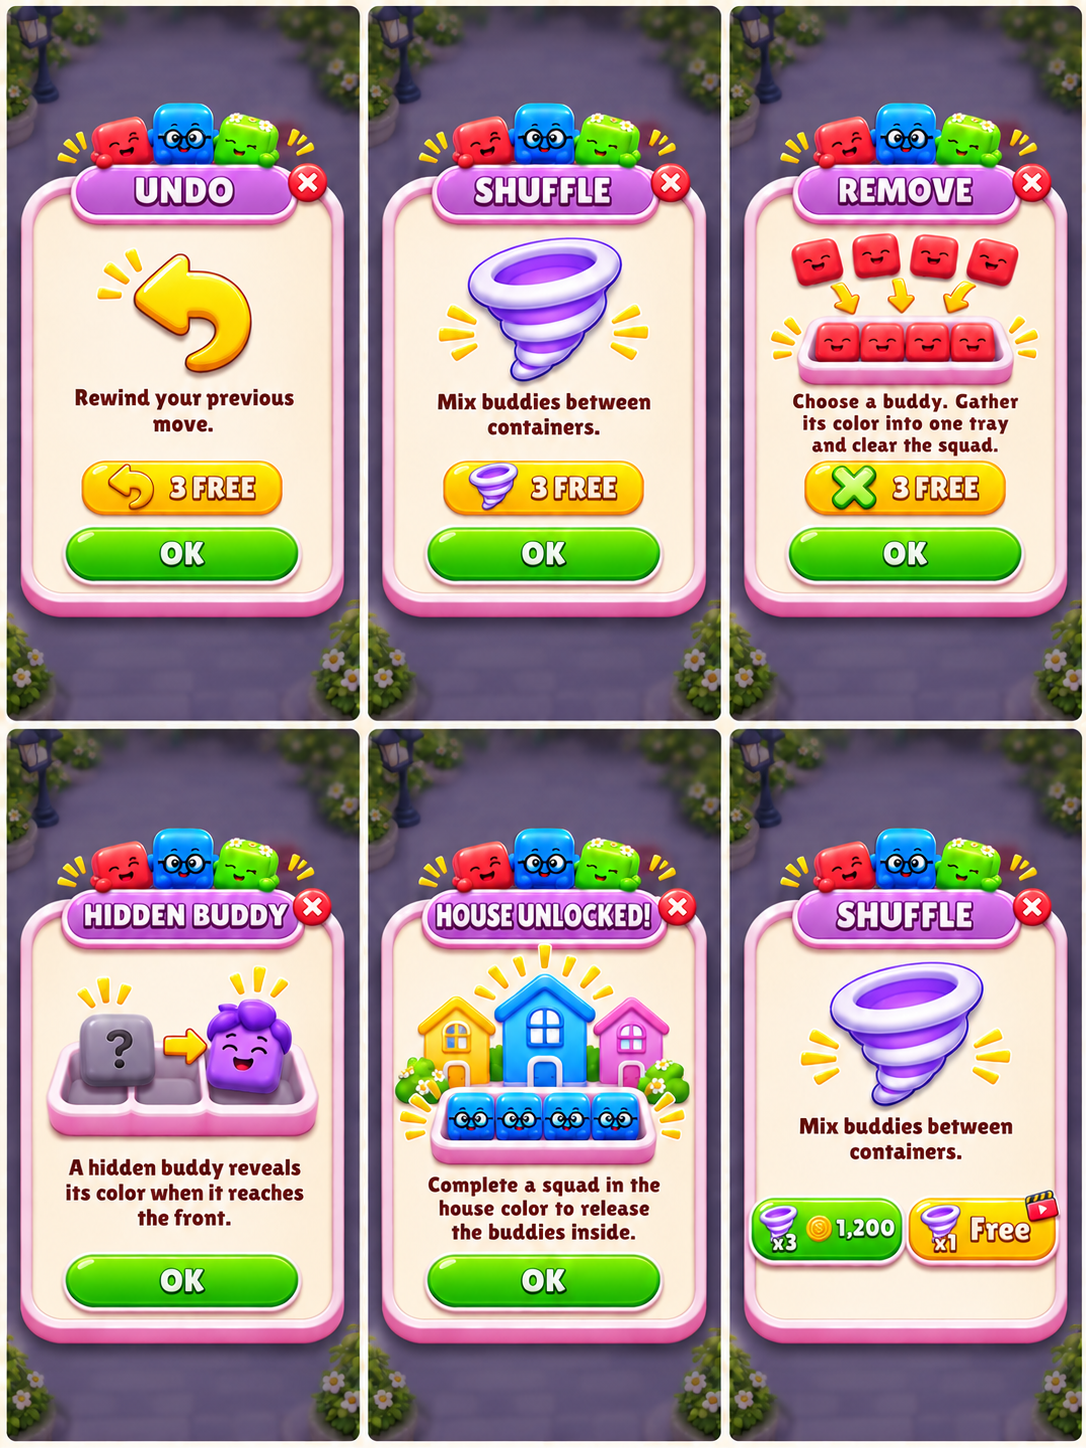 UNDO
Rewind your previous
move.
3 FREE
OK
SHUFFLE
Mix buddies between
containers.
3 FREE
OK
REMOVE
Choose a buddy. Gather
its color into one tray
and clear the squad.
3 FREE
OK
HIDDEN BUDDY
?
A hidden buddy reveals
its color when it reaches
the front.
OK
HOUSE UNLOCKED!
Complete a squad in the
house color to release
the buddies inside.
OK
SHUFFLE
Mix buddies between
containers.
x3 1,200
x1 Free